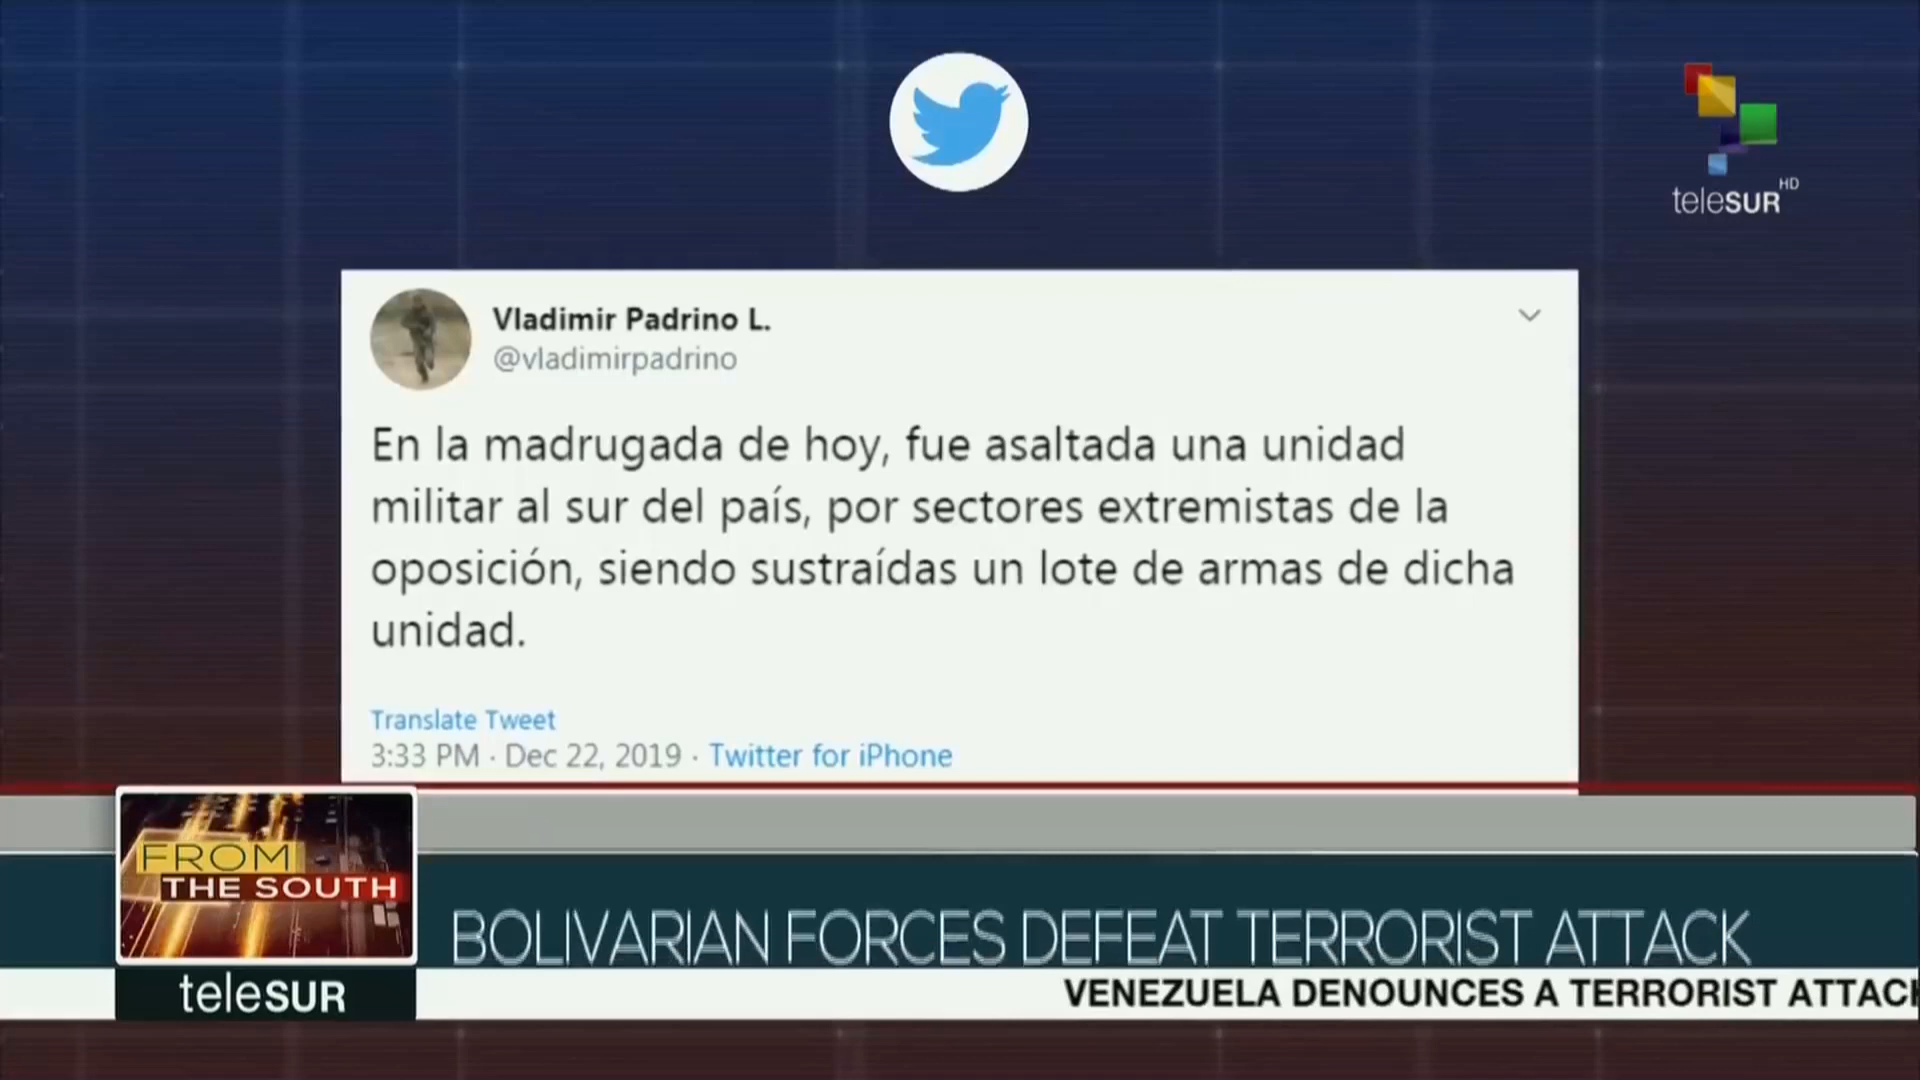 HD
teleSUR
Vladimir Padrino L.
@vladimirpadrino
En la madrugada de hoy, fue asaltada una unidad
militar al sur del país, por sectores extremistas de la
oposición, siendo sustraídas un lote de armas de dicha
unidad.
Translate Tweet
3:33 PM · Dec 22, 2019 · Twitter for iPhone
FROM
THE SOUTH
BOLIVARIAN FORCES DEFEAT TERRORIST ATTACK
teleSUR
VENEZUELA DENOUNCES A TERRORIST ATTACK